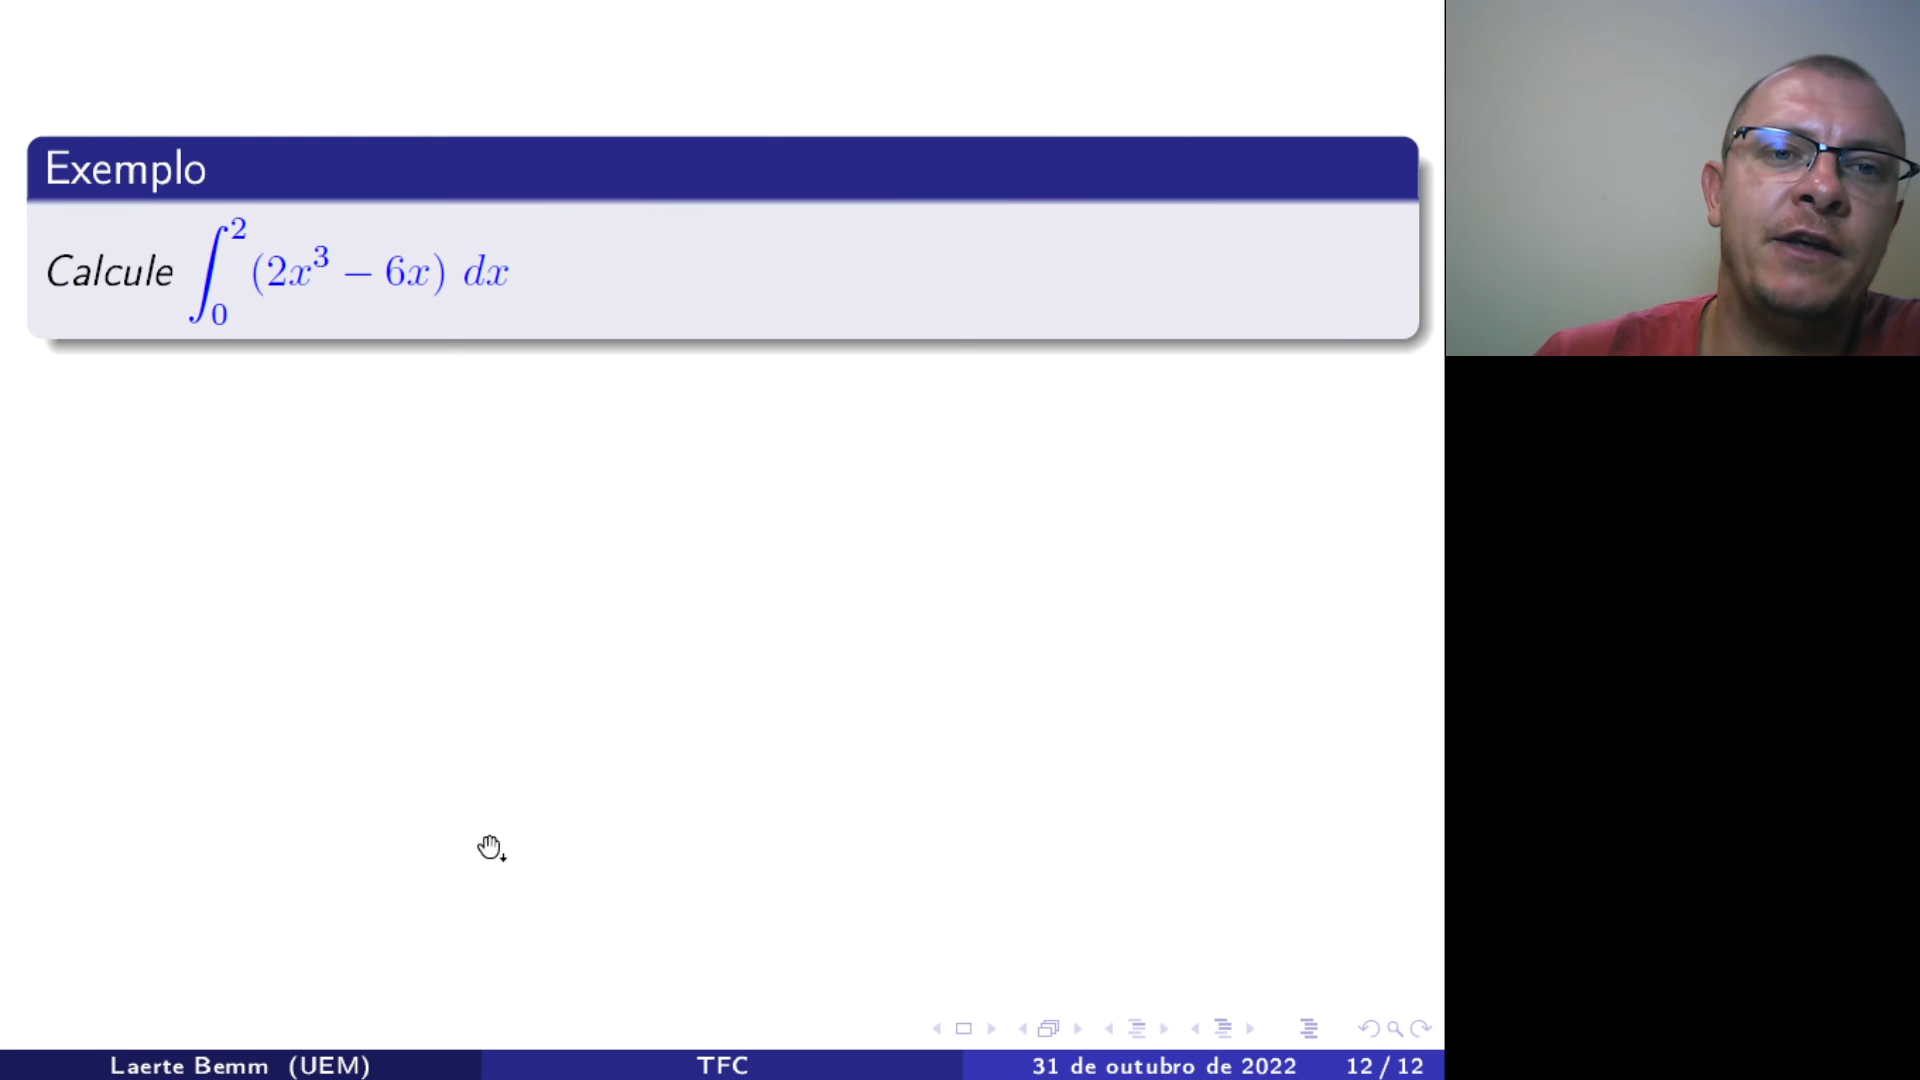 Exemplo
Calcule ∫₀² (2x³ − 6x) dx
Laerte Bemm (UEM) TFC 31 de outubro de 2022 12 / 12